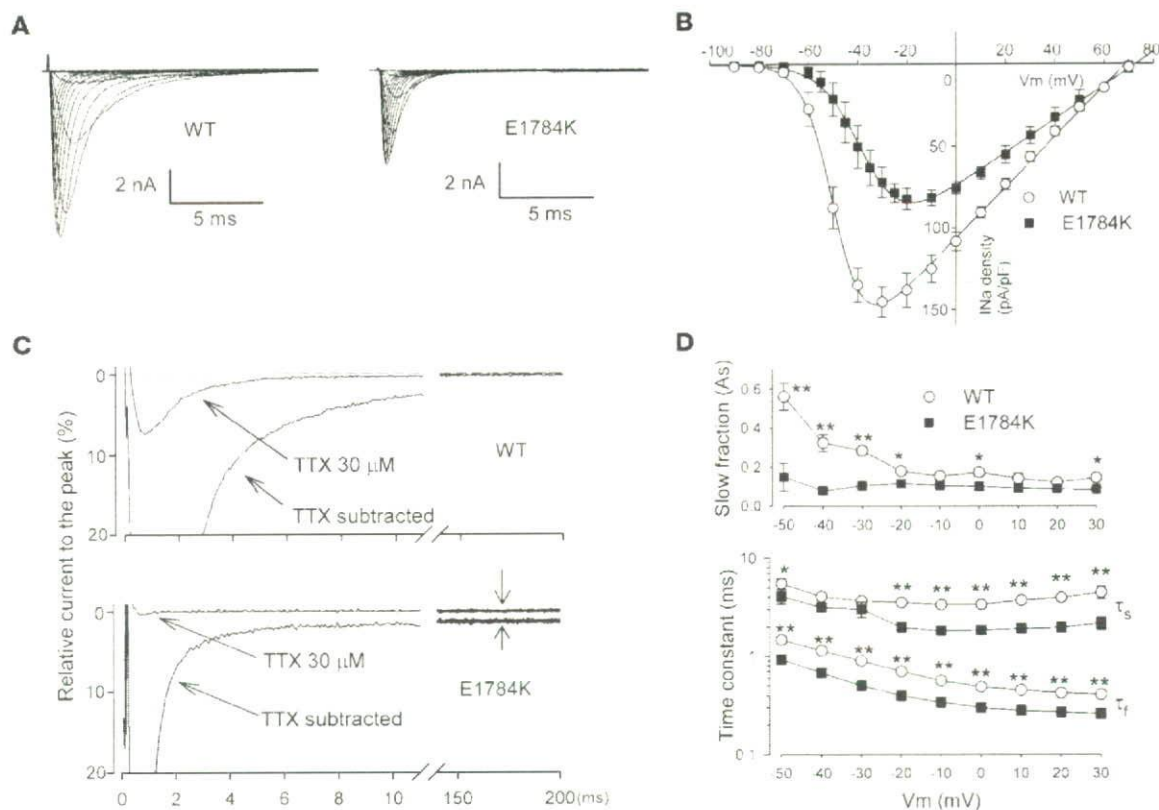 A
WT
2 nA
5 ms
E1784K
2 nA
5 ms
B
-100 -80 -60 -40 -20 20 40 60 80
Vm (mV)
0
50
100
150
WT
E1784K
INa density
(pA/pF)
C
Relative current to the peak (%)
0
10
20
TTX 30 μM
TTX subtracted
WT
0
10
20
TTX 30 μM
TTX subtracted
E1784K
0 2 4 6 8 10 150 200(ms)
D
Slow fraction (As)
0.6
0.4
0.2
0.0
WT
E1784K
** ** ** * * *
-50 -40 -30 -20 -10 0 10 20 30
Time constant (ms)
10
1
0.1
* ** ** ** ** ** **
τs
** ** ** ** ** ** ** ** **
τf
-50 -40 -30 -20 -10 0 10 20 30
Vm (mV)